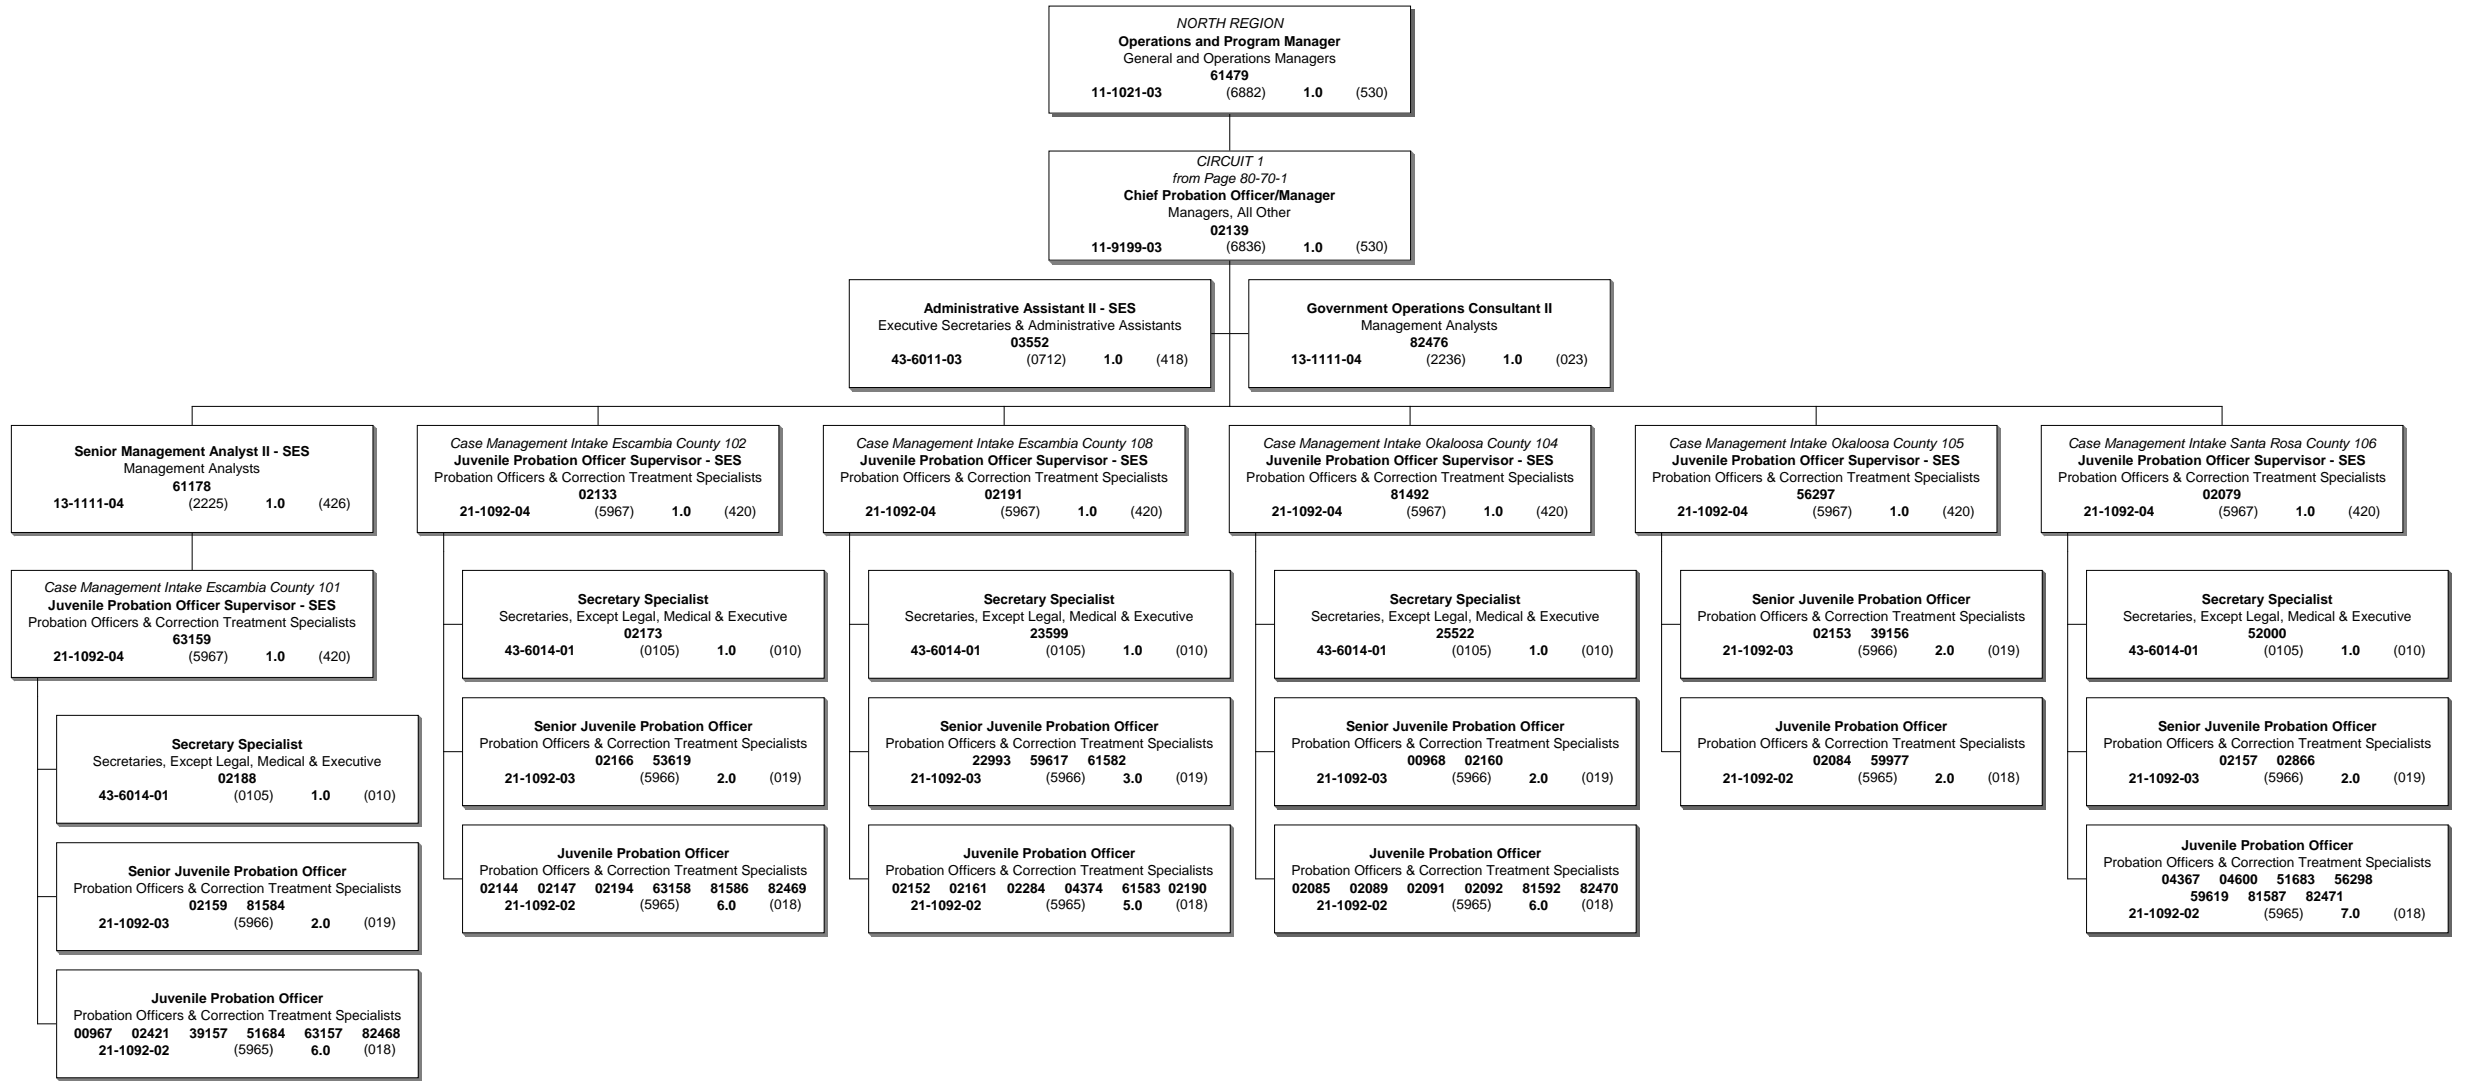 NORTH REGION
Operations and Program Manager
General and Operations Managers
61479
11-1021-03 (6882) 1.0 (530)
CIRCUIT 1
from Page 80-70-1
Chief Probation Officer/Manager
Managers, All Other
02139
11-9199-03 (6836) 1.0 (530)
Administrative Assistant II - SES
Executive Secretaries & Administrative Assistants
03552
43-6011-03 (0712) 1.0 (418)
Government Operations Consultant II
Management Analysts
82476
13-1111-04 (2236) 1.0 (023)
Senior Management Analyst II - SES
Management Analysts
61178
13-1111-04 (2225) 1.0 (426)
Case Management Intake Escambia County 101
Juvenile Probation Officer Supervisor - SES
Probation Officers & Correction Treatment Specialists
63159
21-1092-04 (5967) 1.0 (420)
Secretary Specialist
Secretaries, Except Legal, Medical & Executive
02188
43-6014-01 (0105) 1.0 (010)
Senior Juvenile Probation Officer
Probation Officers & Correction Treatment Specialists
02159 81584
21-1092-03 (5966) 2.0 (019)
Juvenile Probation Officer
Probation Officers & Correction Treatment Specialists
00967 02421 39157 51684 63157 82468
21-1092-02 (5965) 6.0 (018)
Case Management Intake Escambia County 102
Juvenile Probation Officer Supervisor - SES
Probation Officers & Correction Treatment Specialists
02133
21-1092-04 (5967) 1.0 (420)
Secretary Specialist
Secretaries, Except Legal, Medical & Executive
02173
43-6014-01 (0105) 1.0 (010)
Senior Juvenile Probation Officer
Probation Officers & Correction Treatment Specialists
02166 53619
21-1092-03 (5966) 2.0 (019)
Juvenile Probation Officer
Probation Officers & Correction Treatment Specialists
02144 02147 02194 63158 81586 82469
21-1092-02 (5965) 6.0 (018)
Case Management Intake Escambia County 108
Juvenile Probation Officer Supervisor - SES
Probation Officers & Correction Treatment Specialists
02191
21-1092-04 (5967) 1.0 (420)
Secretary Specialist
Secretaries, Except Legal, Medical & Executive
23599
43-6014-01 (0105) 1.0 (010)
Senior Juvenile Probation Officer
Probation Officers & Correction Treatment Specialists
22993 59617 61582
21-1092-03 (5966) 3.0 (019)
Juvenile Probation Officer
Probation Officers & Correction Treatment Specialists
02152 02161 02284 04374 61583 02190
21-1092-02 (5965) 5.0 (018)
Case Management Intake Okaloosa County 104
Juvenile Probation Officer Supervisor - SES
Probation Officers & Correction Treatment Specialists
81492
21-1092-04 (5967) 1.0 (420)
Secretary Specialist
Secretaries, Except Legal, Medical & Executive
25522
43-6014-01 (0105) 1.0 (010)
Senior Juvenile Probation Officer
Probation Officers & Correction Treatment Specialists
00968 02160
21-1092-03 (5966) 2.0 (019)
Juvenile Probation Officer
Probation Officers & Correction Treatment Specialists
02085 02089 02091 02092 81592 82470
21-1092-02 (5965) 6.0 (018)
Case Management Intake Okaloosa County 105
Juvenile Probation Officer Supervisor - SES
Probation Officers & Correction Treatment Specialists
56297
21-1092-04 (5967) 1.0 (420)
Senior Juvenile Probation Officer
Probation Officers & Correction Treatment Specialists
02153 39156
21-1092-03 (5966) 2.0 (019)
Juvenile Probation Officer
Probation Officers & Correction Treatment Specialists
02084 59977
21-1092-02 (5965) 2.0 (018)
Case Management Intake Santa Rosa County 106
Juvenile Probation Officer Supervisor - SES
Probation Officers & Correction Treatment Specialists
02079
21-1092-04 (5967) 1.0 (420)
Secretary Specialist
Secretaries, Except Legal, Medical & Executive
52000
43-6014-01 (0105) 1.0 (010)
Senior Juvenile Probation Officer
Probation Officers & Correction Treatment Specialists
02157 02866
21-1092-03 (5966) 2.0 (019)
Juvenile Probation Officer
Probation Officers & Correction Treatment Specialists
04367 04600 51683 56298
59619 81587 82471
21-1092-02 (5965) 7.0 (018)